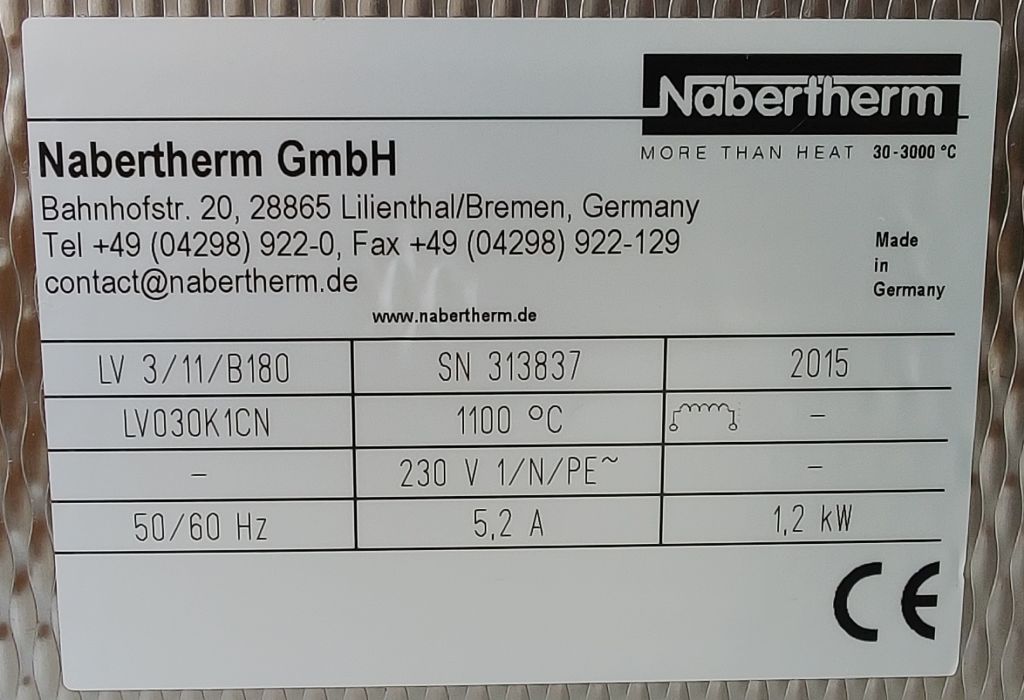 Nabertherm
MORE THAN HEAT 30-3000 °C
Nabertherm GmbH
Bahnhofstr. 20, 28865 Lilienthal/Bremen, Germany
Tel +49 (04298) 922-0, Fax +49 (04298) 922-129
contact@nabertherm.de
Made
in
Germany
www.nabertherm.de
LV 3/11/B180 SN 313837 2015
LV030K1CN 1100 °C –
– 230 V 1/N/PE~ –
50/60 Hz 5,2 A 1,2 kW
CE